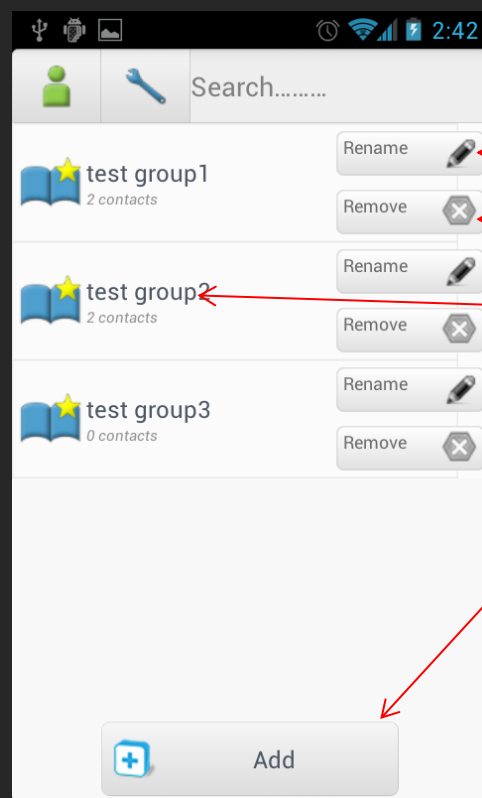 2:42
Search.........
test group1
2 contacts
Rename
Remove
test group2
2 contacts
Rename
Remove
test group3
0 contacts
Rename
Remove
Add